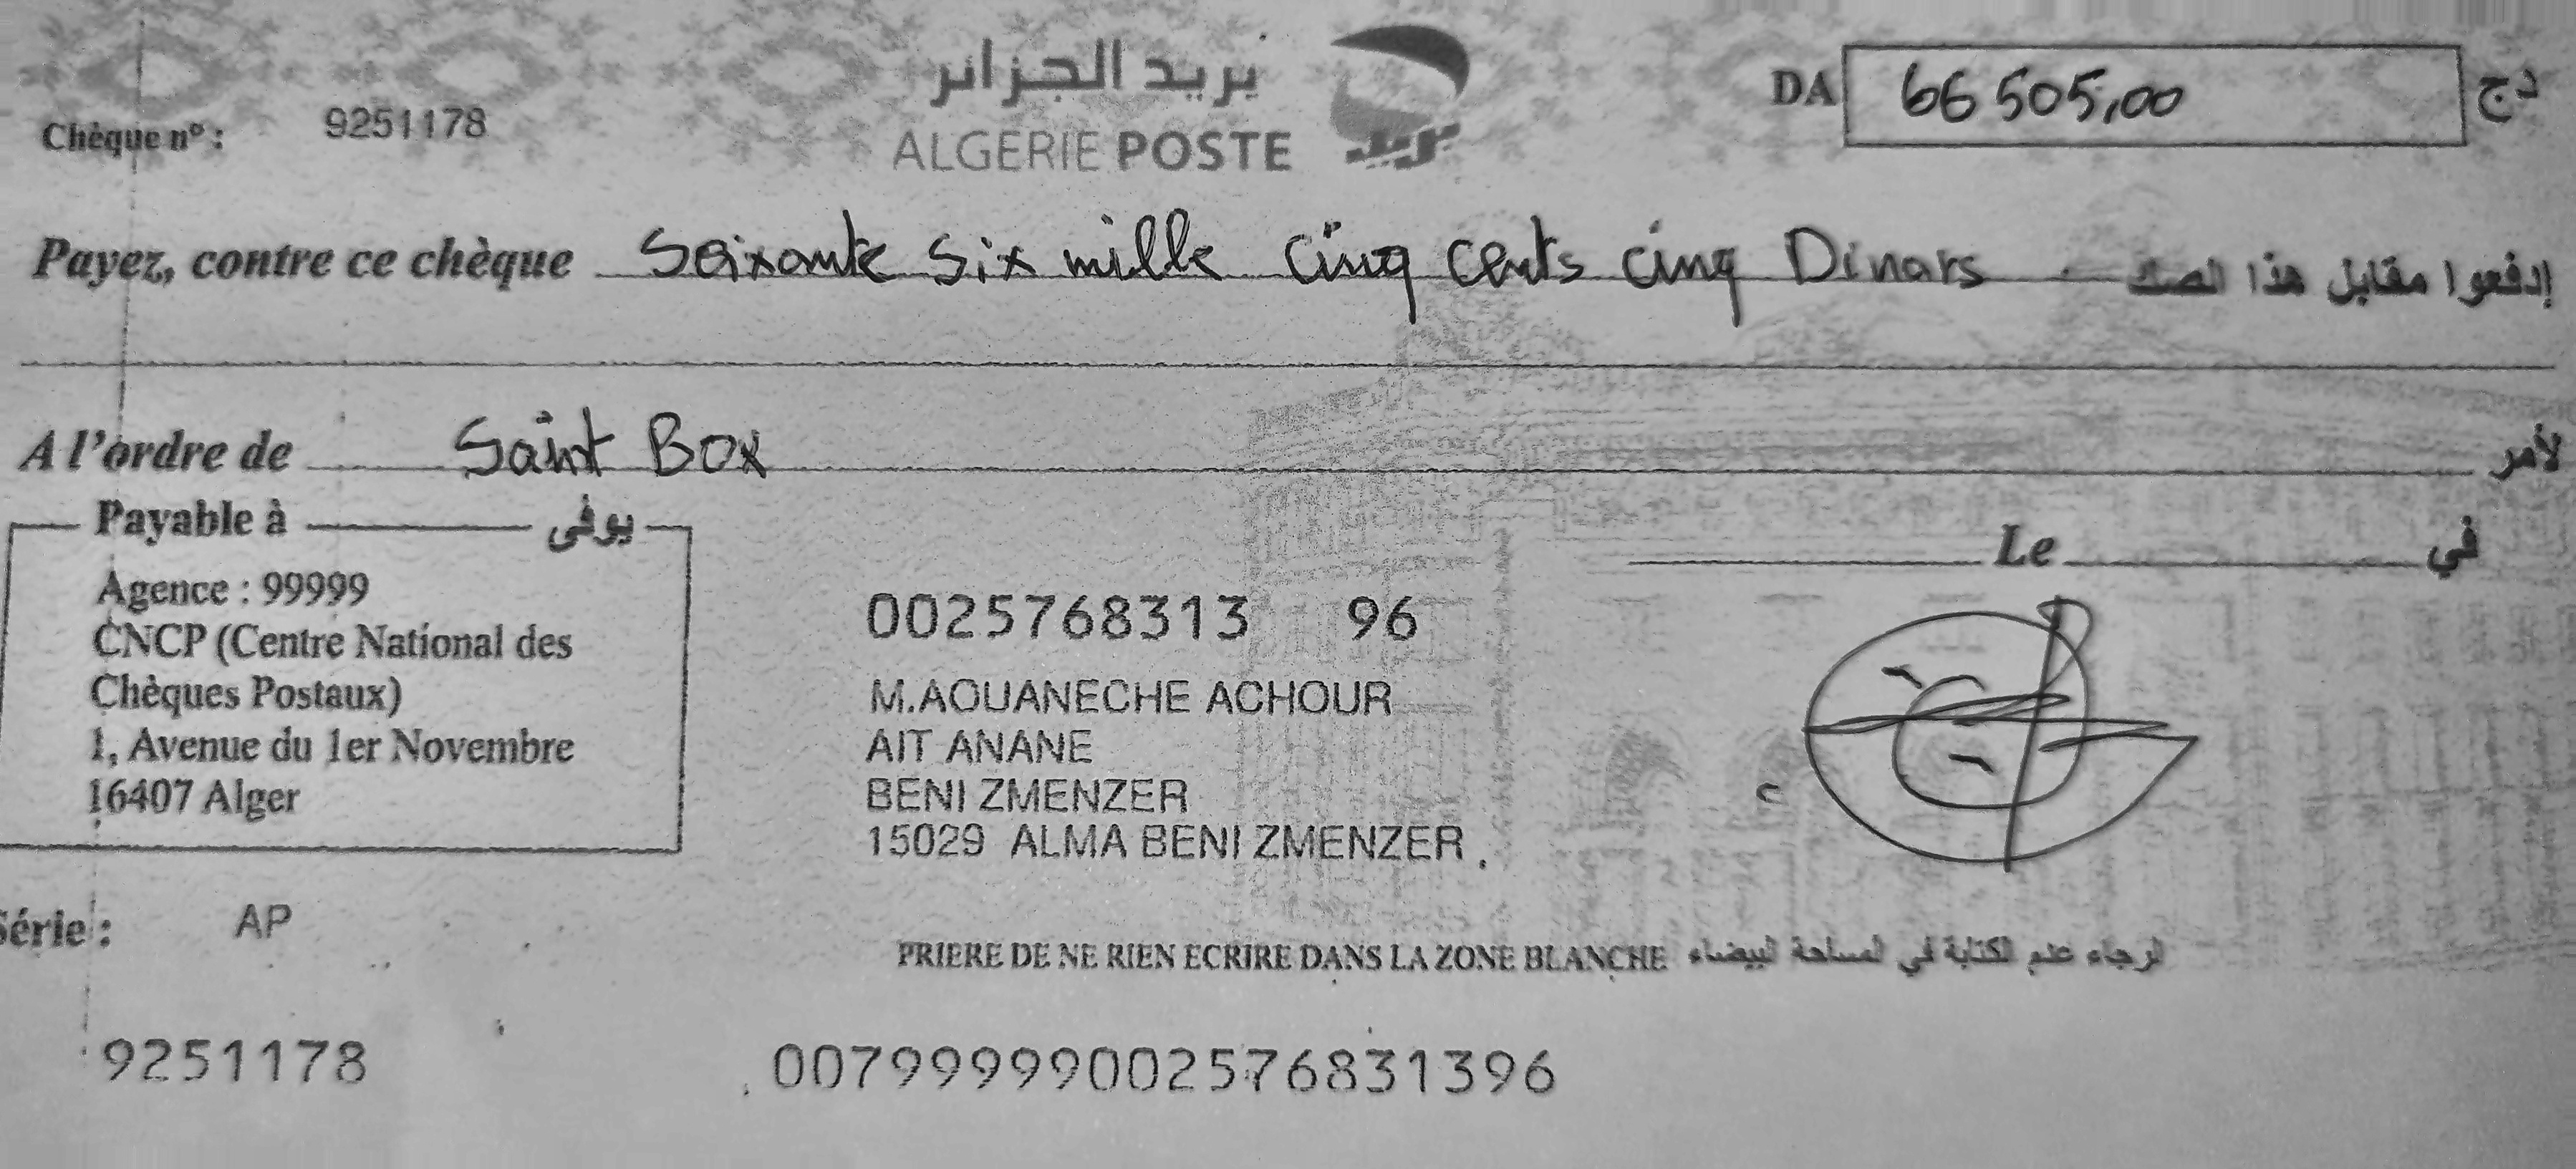 بريد الجزائر
ALGERIE POSTE
بريد
Chèque nº : 9251178
DA 66 505,00 دج
Payez, contre ce chèque Soixante Six mille cinq cents cinq Dinars إدفعوا مقابل هذا الصك
A l'ordre de Saint Box لأمر
Payable à يوفى
Agence : 99999
CNCP (Centre National des
Chèques Postaux)
1, Avenue du 1er Novembre
16407 Alger
Le في
0025768313 96
M.AOUANECHE ACHOUR
AIT ANANE
BENI ZMENZER
15029 ALMA BENI ZMENZER
Série : AP
PRIERE DE NE RIEN ECRIRE DANS LA ZONE BLANCHE الرجاء عدم الكتابة في المساحة البيضاء
9251178 00799999002576831396